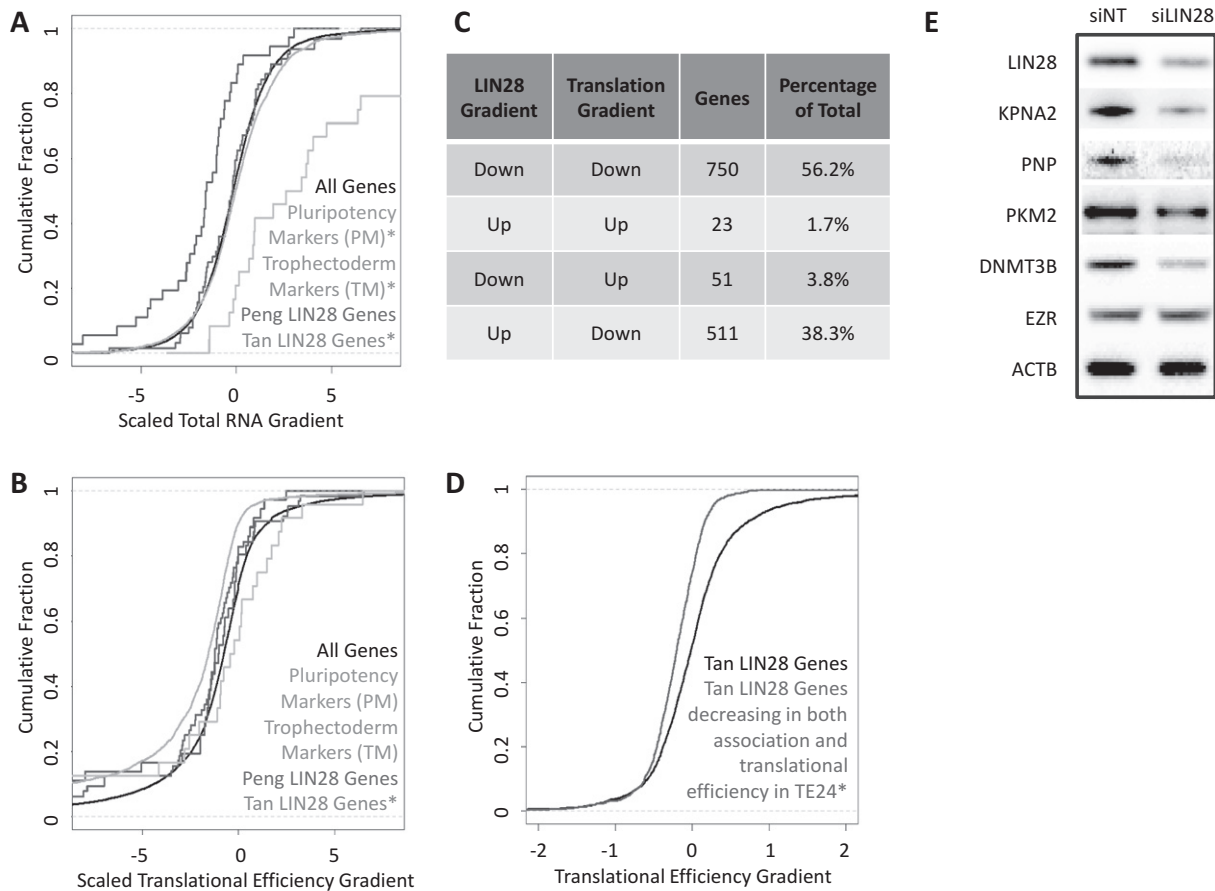 A
1
0.8
0.6
0.4
0.2
0
Cumulative Fraction
All Genes
Pluripotency
Markers (PM)*
Trophectoderm
Markers (TM)*
Peng LIN28 Genes
Tan LIN28 Genes*
-5 0 5
Scaled Total RNA Gradient
B
1
0.8
0.6
0.4
0.2
0
Cumulative Fraction
All Genes
Pluripotency
Markers (PM)
Trophectoderm
Markers (TM)
Peng LIN28 Genes
Tan LIN28 Genes*
-5 0 5
Scaled Translational Efficiency Gradient
C
LIN28 Gradient Translation Gradient Genes Percentage of Total
Down Down 750 56.2%
Up Up 23 1.7%
Down Up 51 3.8%
Up Down 511 38.3%
D
1
0.8
0.6
0.4
0.2
0
Cumulative Fraction
Tan LIN28 Genes
Tan LIN28 Genes
decreasing in both
association and
translational
efficiency in TE24*
-2 -1 0 1 2
Translational Efficiency Gradient
E
siNT siLIN28
LIN28
KPNA2
PNP
PKM2
DNMT3B
EZR
ACTB